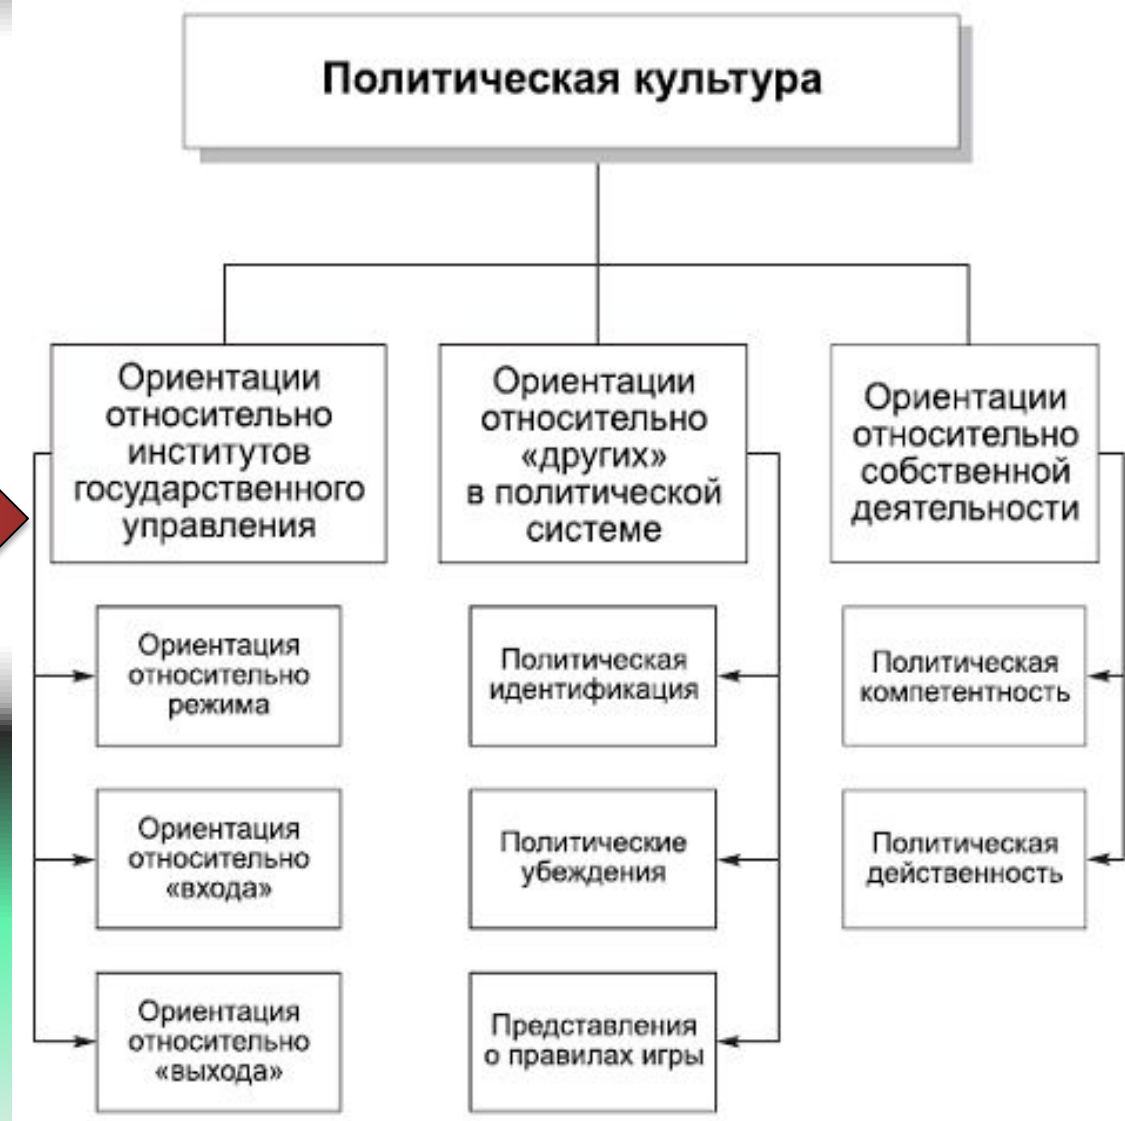 Политическая культура
Ориентации
относительно
институтов
государственного
управления
Ориентация
относительно
режима
Ориентация
относительно
«входа»
Ориентация
относительно
«выхода»
Ориентации
относительно
«других»
в политической
системе
Политическая
идентификация
Политические
убеждения
Представления
о правилах игры
Ориентации
относительно
собственной
деятельности
Политическая
компетентность
Политическая
действенность